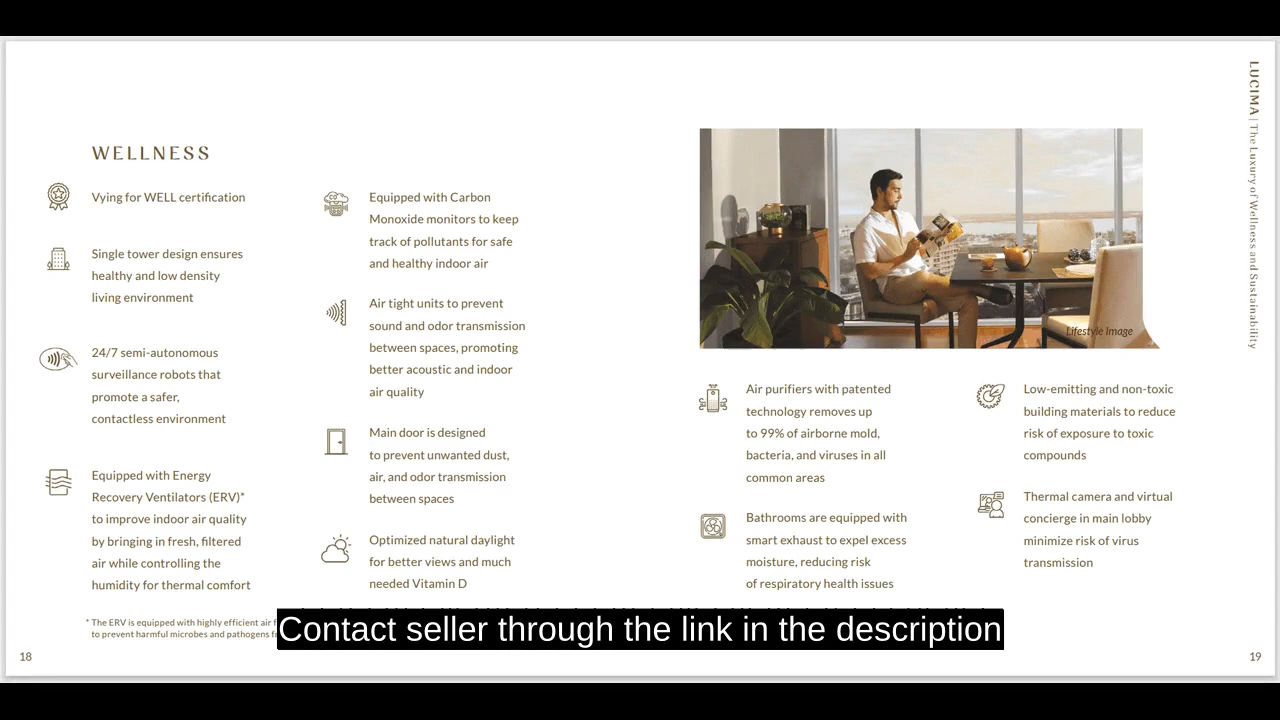 WELLNESS
Vying for WELL certification
Single tower design ensures
healthy and low density
living environment
24/7 semi-autonomous
surveillance robots that
promote a safer,
contactless environment
Equipped with Energy
Recovery Ventilators (ERV)*
to improve indoor air quality
by bringing in fresh, filtered
air while controlling the
humidity for thermal comfort
* The ERV is equipped with highly efficient air
to prevent harmful microbes and pathogens
18
Equipped with Carbon
Monoxide monitors to keep
track of pollutants for safe
and healthy indoor air
Air tight units to prevent
sound and odor transmission
between spaces, promoting
better acoustic and indoor
air quality
Main door is designed
to prevent unwanted dust,
air, and odor transmission
between spaces
Optimized natural daylight
for better views and much
needed Vitamin D
Lifestyle Image
Air purifiers with patented
technology removes up
to 99% of airborne mold,
bacteria, and viruses in all
common areas
Bathrooms are equipped with
smart exhaust to expel excess
moisture, reducing risk
of respiratory health issues
Low-emitting and non-toxic
building materials to reduce
risk of exposure to toxic
compounds
Thermal camera and virtual
concierge in main lobby
minimize risk of virus
transmission
LUCIMA | The Luxury of Wellness and Sustainability
19
Contact seller through the link in the description